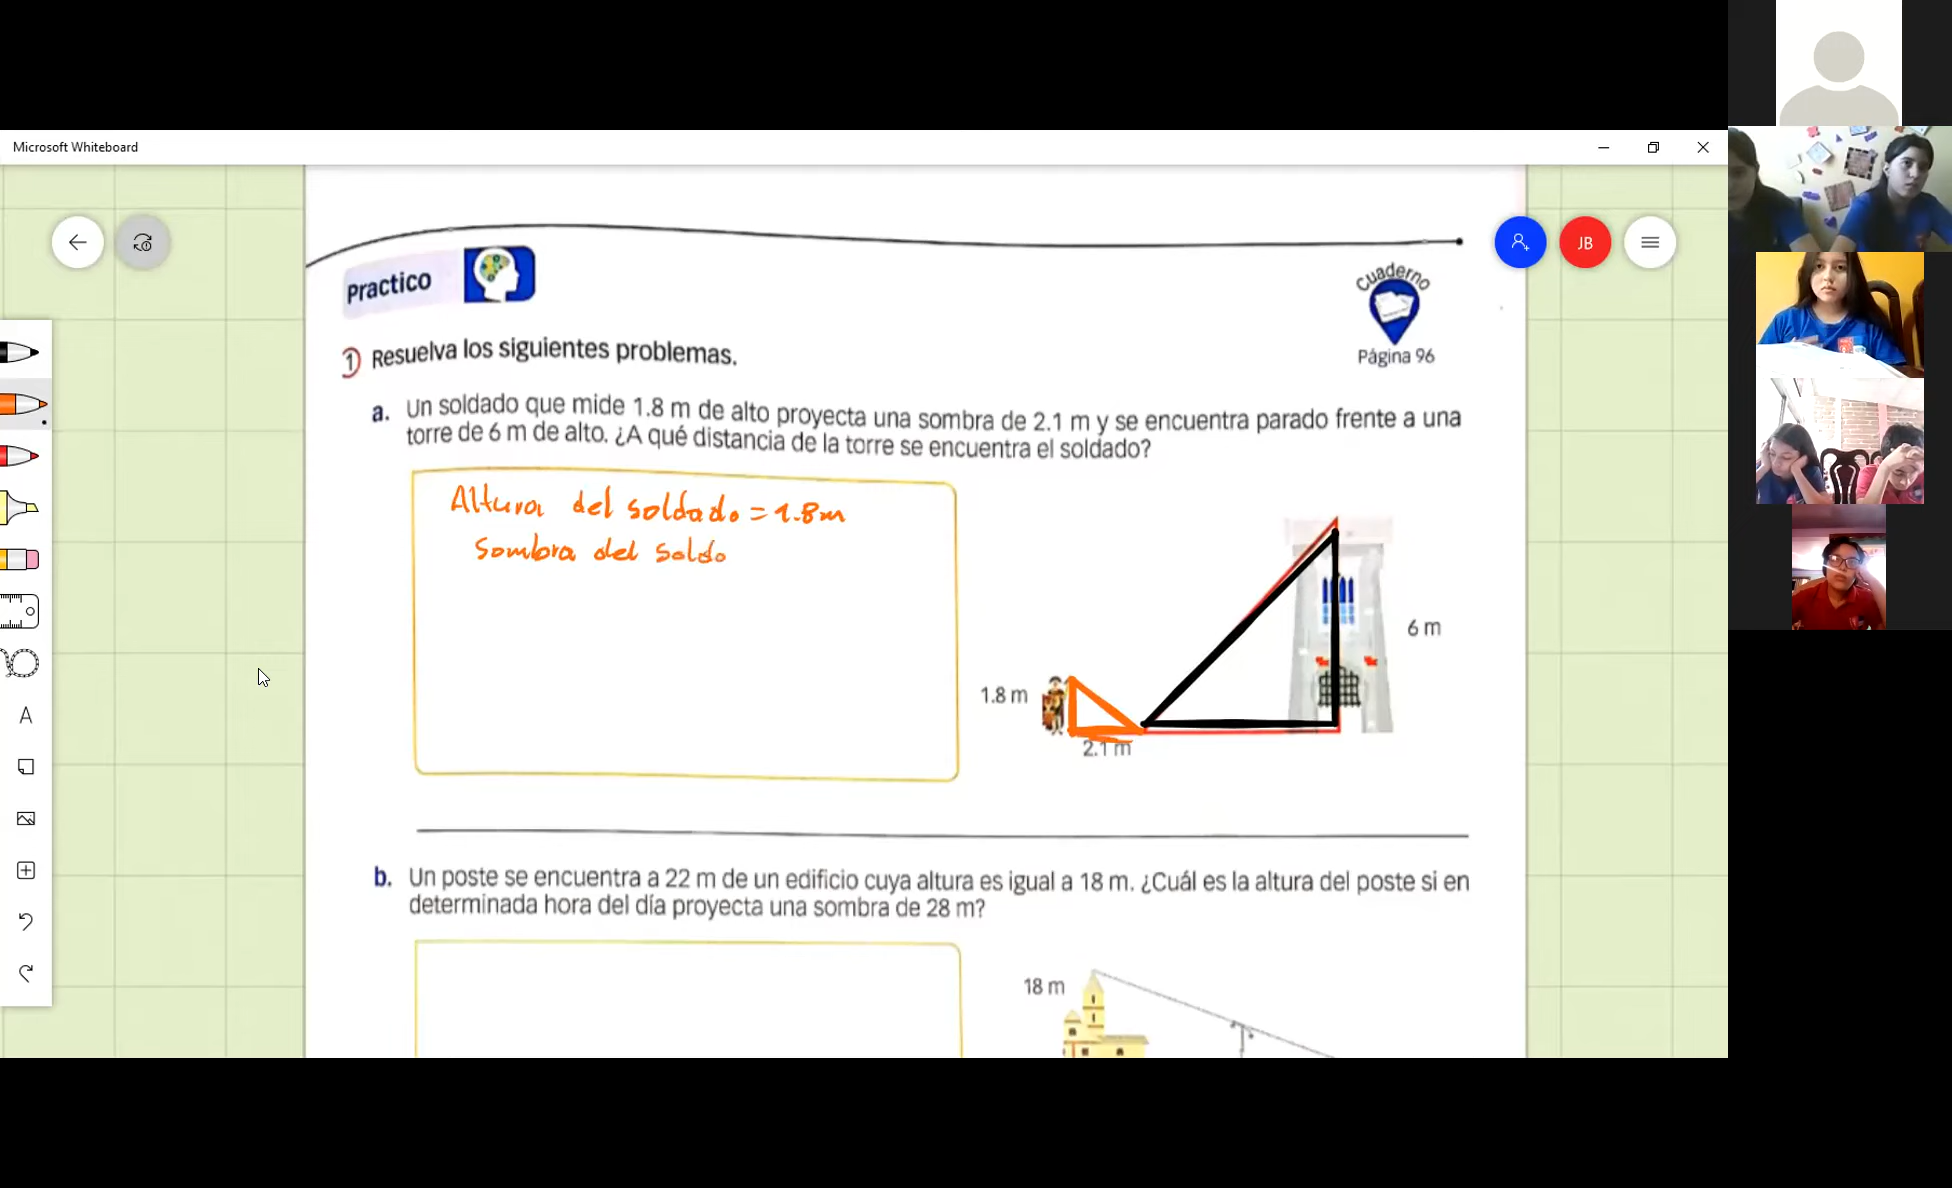 Microsoft Whiteboard
JB
Practico
Cuaderno
Página 96
1 Resuelva los siguientes problemas.
a. Un soldado que mide 1.8 m de alto proyecta una sombra de 2.1 m y se encuentra parado frente a una
torre de 6 m de alto. ¿A qué distancia de la torre se encuentra el soldado?
Altura del soldado = 1.8m
Sombra del soldo
6 m
1.8 m
2.1 m
b. Un poste se encuentra a 22 m de un edificio cuya altura es igual a 18 m. ¿Cuál es la altura del poste si en
determinada hora del día proyecta una sombra de 28 m?
18 m
A